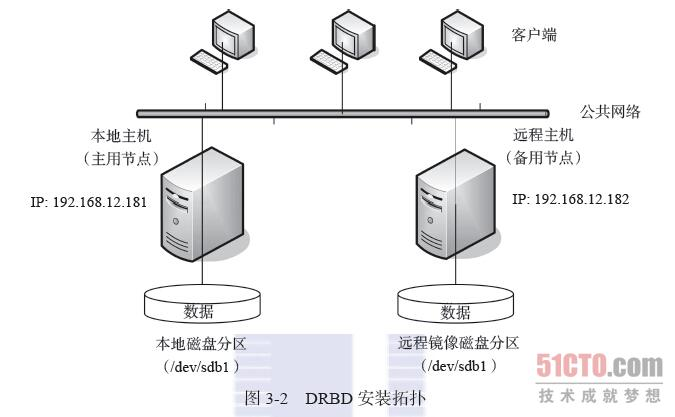 客户端
公共网络
本地主机
（主用节点）
远程主机
（备用节点）
IP: 192.168.12.181
IP: 192.168.12.182
数据
数据
本地磁盘分区
（/dev/sdb1）
远程镜像磁盘分区
（/dev/sdb1）
51CTO.com
技术成就梦想
图 3-2 DRBD 安装拓扑